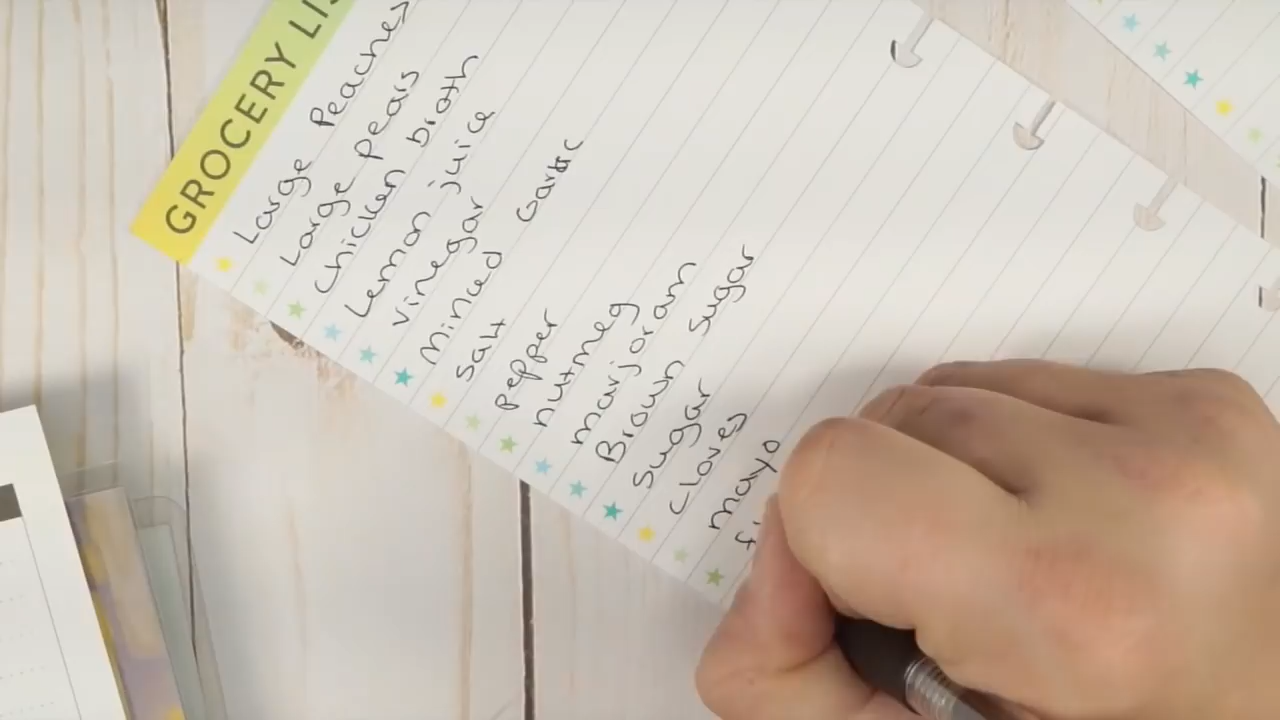 GROCERY LIS
Large Peaches
Large pears
Chicken broth
Lemon juice
Vinegar
Minced Garlic
Salt
Pepper
nutmeg
marjoram
Brown Sugar
Sugar
Cloves
mayo